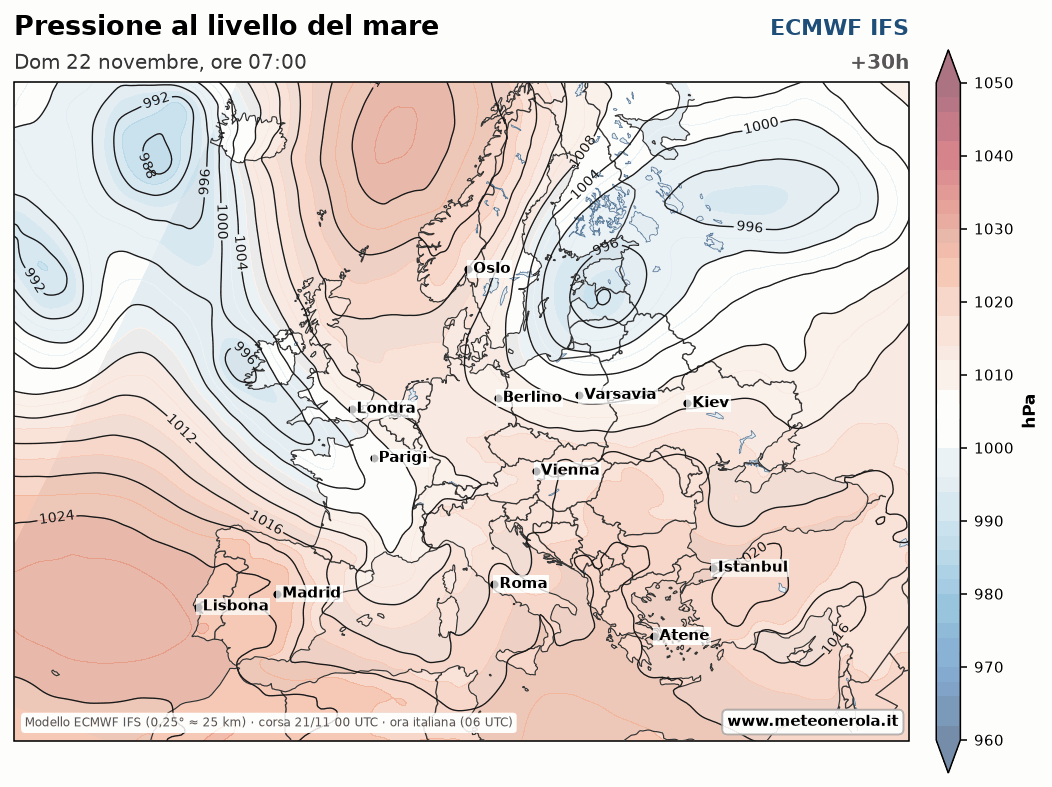 Pressione al livello del mare
ECMWF IFS
Dom 22 novembre, ore 07:00
+30h
992
988
996
1000
1004
1008
1004
1000
996
996
992
996
Oslo
Londra
Berlino
Varsavia
Kiev
1012
Parigi
Vienna
1024
1016
1020
Istanbul
Roma
Madrid
Lisbona
Atene
1016
Modello ECMWF IFS (0,25° ≈ 25 km) · corsa 21/11 00 UTC · ora italiana (06 UTC)
www.meteonerola.it
1050
1040
1030
1020
1010
1000
990
980
970
960
hPa